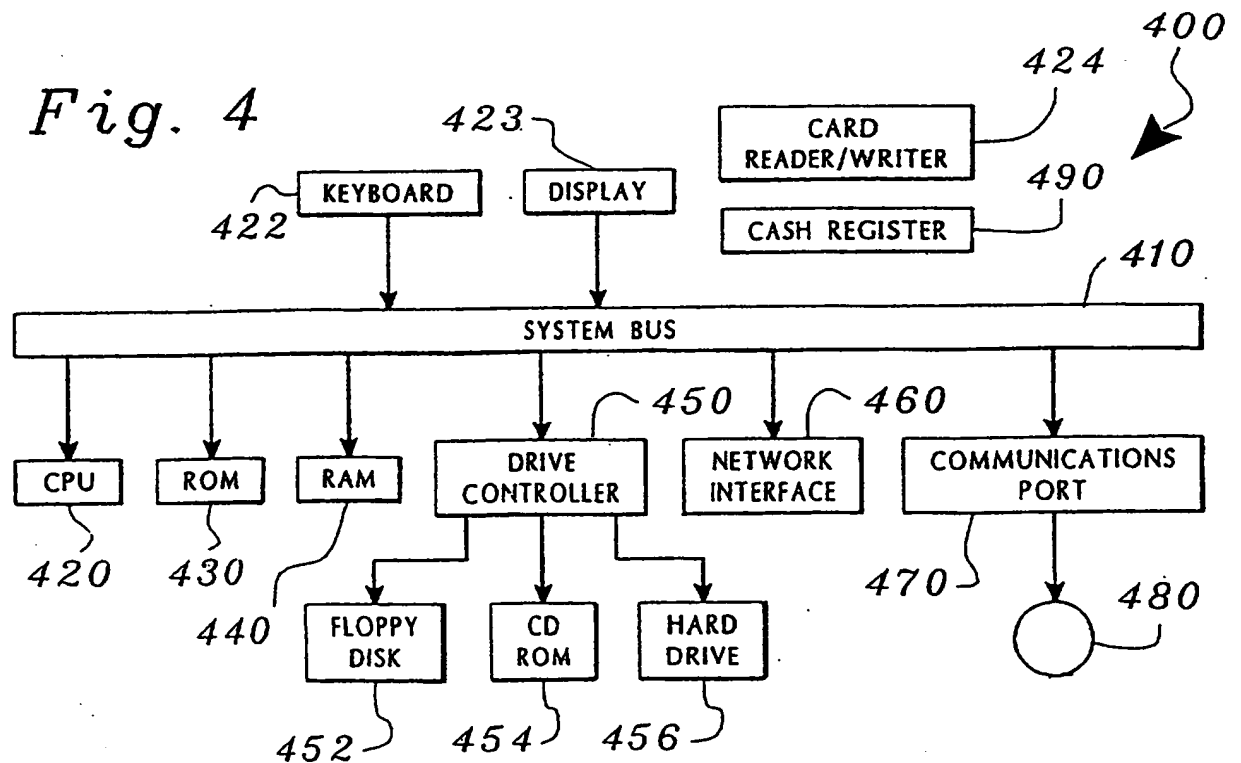 Fig. 4
400
424
CARD
READER/WRITER
423
DISPLAY
KEYBOARD
422
490
CASH REGISTER
410
SYSTEM BUS
450
460
CPU
ROM
RAM
DRIVE
CONTROLLER
NETWORK
INTERFACE
COMMUNICATIONS
PORT
420
430
440
470
480
FLOPPY
DISK
CD
ROM
HARD
DRIVE
452
454
456